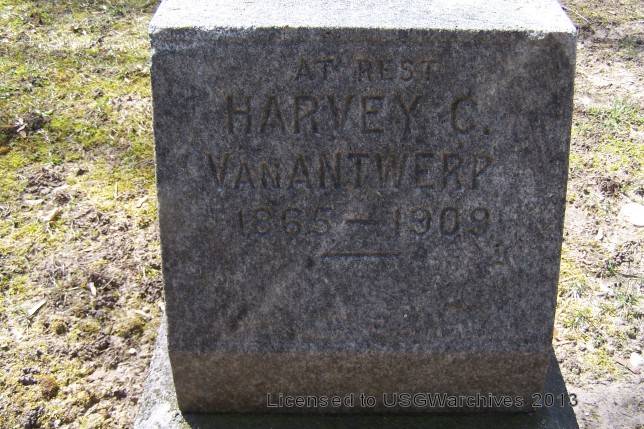 AT REST
HARVEY C.
VANANTWERP
1865 — 1909
Licensed to USGWarchives 2013